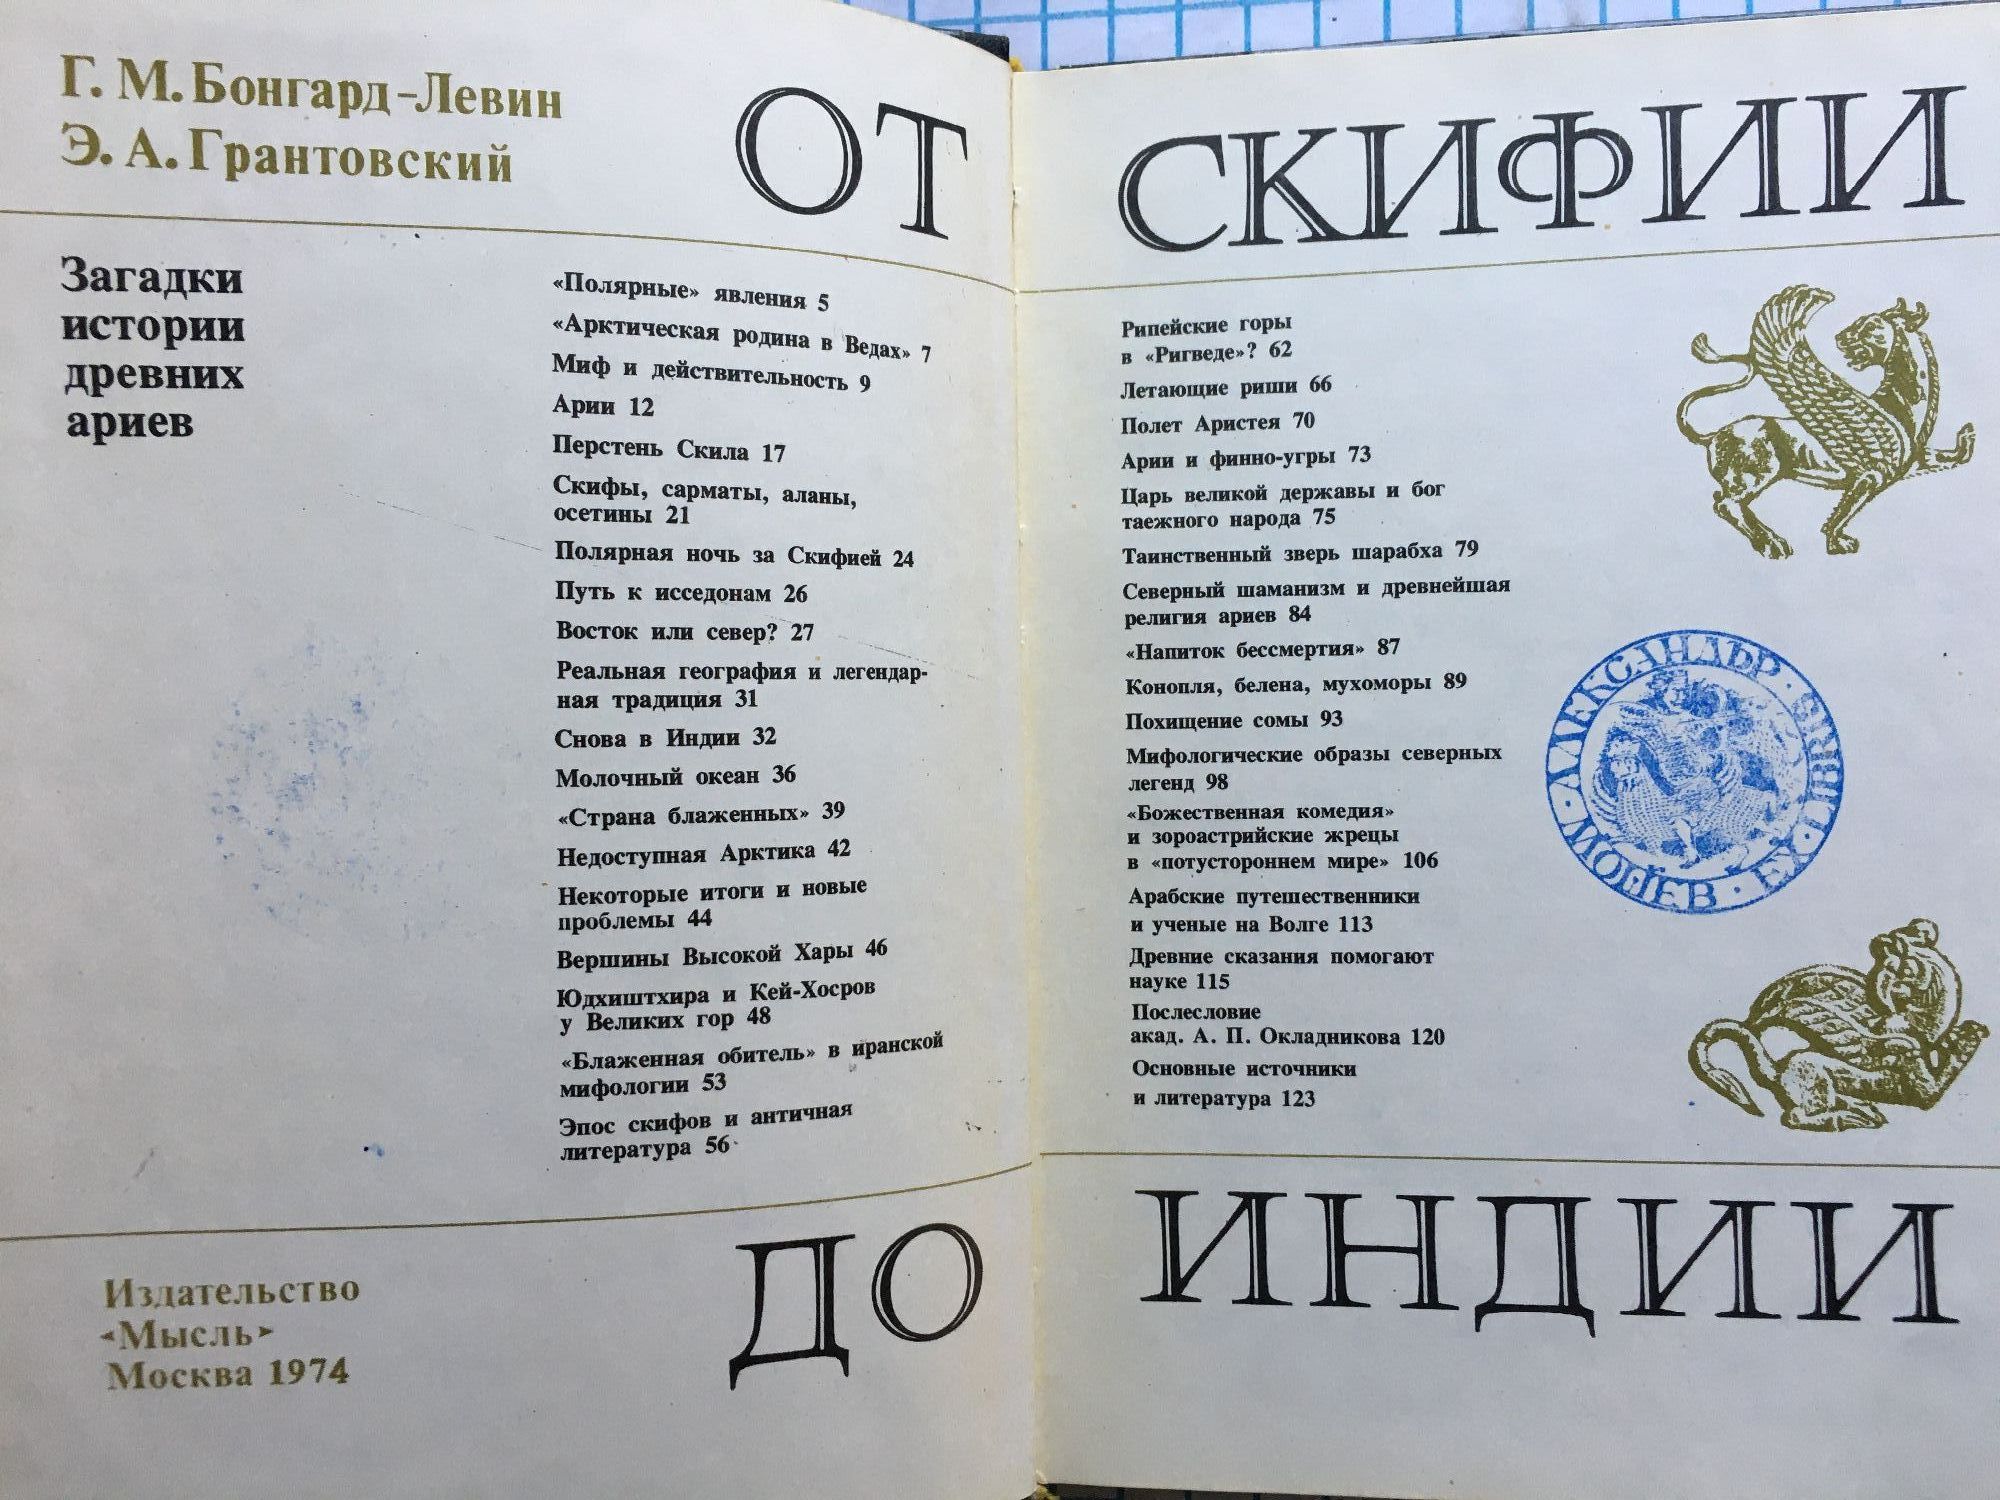 Г. М. Бонгард-Левин
Э. А. Грантовский
ОТ
Загадки
истории
древних
ариев
«Полярные» явления 5
«Арктическая родина в Ведах» 7
Миф и действительность 9
Арии 12
Перстень Скила 17
Скифы, сарматы, аланы,
осетины 21
Полярная ночь за Скифией 24
Путь к исседонам 26
Восток или север? 27
Реальная география и легендар-
ная традиция 31
Снова в Индии 32
Молочный океан 36
«Страна блаженных» 39
Недоступная Арктика 42
Некоторые итоги и новые
проблемы 44
Вершины Высокой Хары 46
Юдхиштхира и Кей-Хосров
у Великих гор 48
«Блаженная обитель» в иранской
мифологии 53
Эпос скифов и античная
литература 56
Издательство
«Мысль»
Москва 1974
ДО
СКИФИИ
Рипейские горы
в «Ригведе»? 62
Летающие риши 66
Полет Аристея 70
Арии и финно-угры 73
Царь великой державы и бог
таежного народа 75
Таинственный зверь шарабха 79
Северный шаманизм и древнейшая
религия ариев 84
«Напиток бессмертия» 87
Конопля, белена, мухоморы 89
Похищение сомы 93
Мифологические образы северных
легенд 98
«Божественная комедия»
и зороастрийские жрецы
в «потустороннем мире» 106
Арабские путешественники
и ученые на Волге 113
Древние сказания помогают
науке 115
Послесловие
акад. А. П. Окладникова 120
Основные источники
и литература 123
АЛЕКСАНДЪР
EX LIBRIS
ИНДИИ